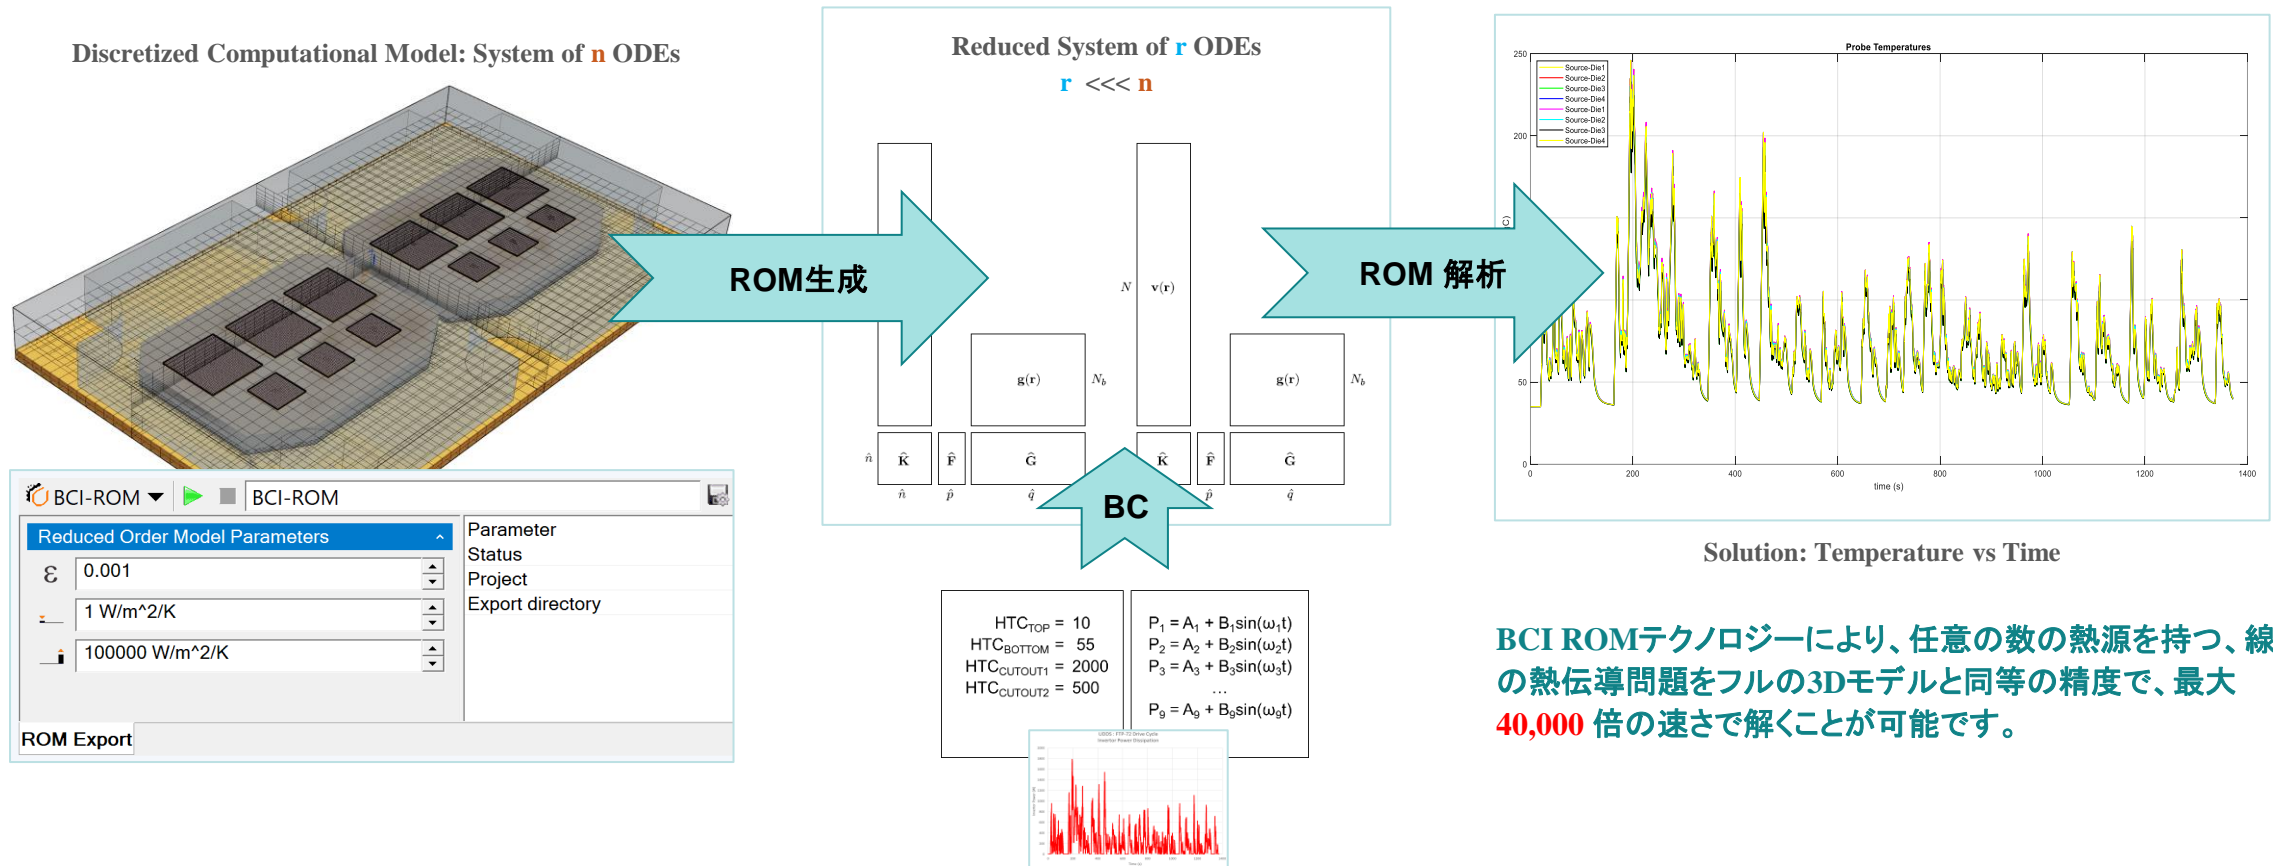 Discretized Computational Model: System of n ODEs
BCI-ROM
BCI-ROM
Reduced Order Model Parameters
ε
0.001
1 W/m^2/K
100000 W/m^2/K
Parameter
Status
Project
Export directory
ROM Export
ROM生成
Reduced System of r ODEs
r <<< n
N
v(r)
g(r)
N_b
g(r)
N_b
n̂
K̂
F̂
Ĝ
K̂
F̂
Ĝ
n̂
p̂
q̂
p̂
q̂
BC
HTC_TOP = 10
HTC_BOTTOM = 55
HTC_CUTOUT1 = 2000
HTC_CUTOUT2 = 500
P₁ = A₁ + B₁sin(ω₁t)
P₂ = A₂ + B₂sin(ω₂t)
P₃ = A₃ + B₃sin(ω₃t)
...
P₉ = A₉ + B₉sin(ω₉t)
UDDS : FTP-72 Drive Cycle
Inverter Power Dissipation
ROM 解析
Probe Temperatures
Source-Die1
Source-Die2
Source-Die3
Source-Die4
Source-Die1
Source-Die2
Source-Die3
Source-Die4
250
200
50
0
0 200 400 600 800 1000 1200 1400
time (s)
Solution: Temperature vs Time
BCI ROMテクノロジーにより、任意の数の熱源を持つ、線
の熱伝導問題をフルの3Dモデルと同等の精度で、最大
40,000 倍の速さで解くことが可能です。